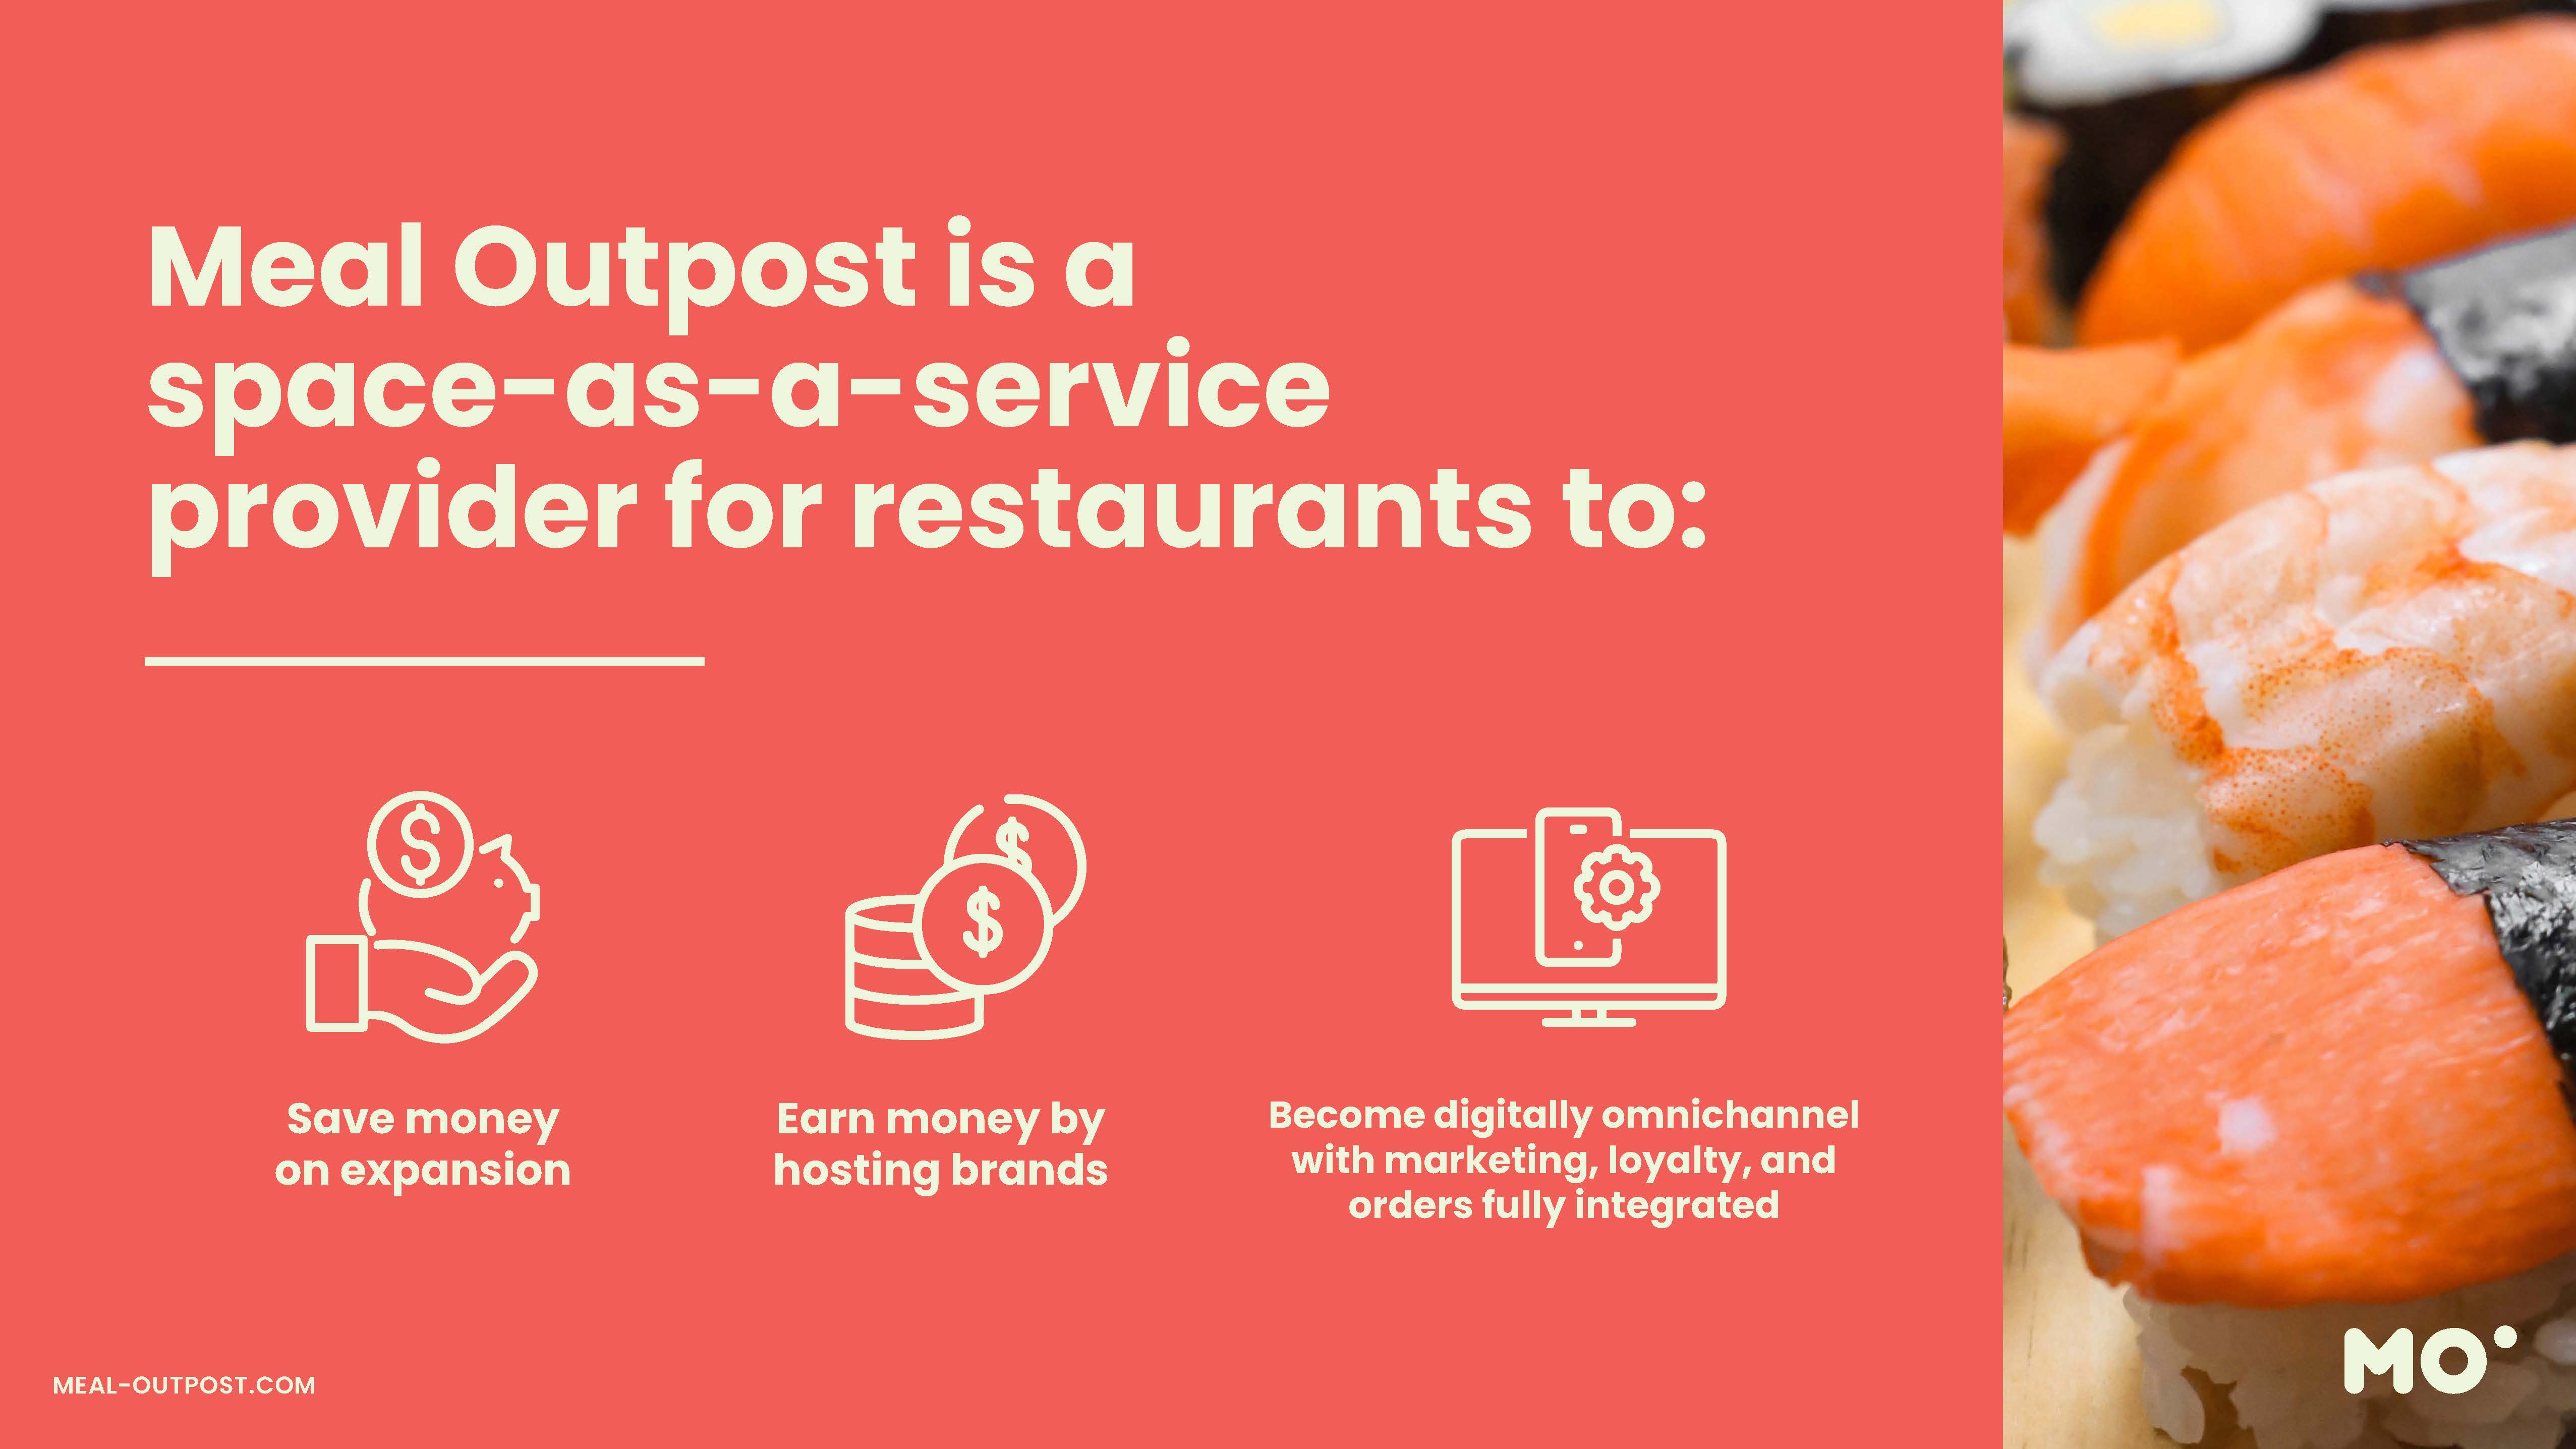 Meal Outpost is a
space-as-a-service
provider for restaurants to:
$
$
$
Save money
on expansion
Earn money by
hosting brands
Become digitally omnichannel
with marketing, loyalty, and
orders fully integrated
MEAL-OUTPOST.COM
MO